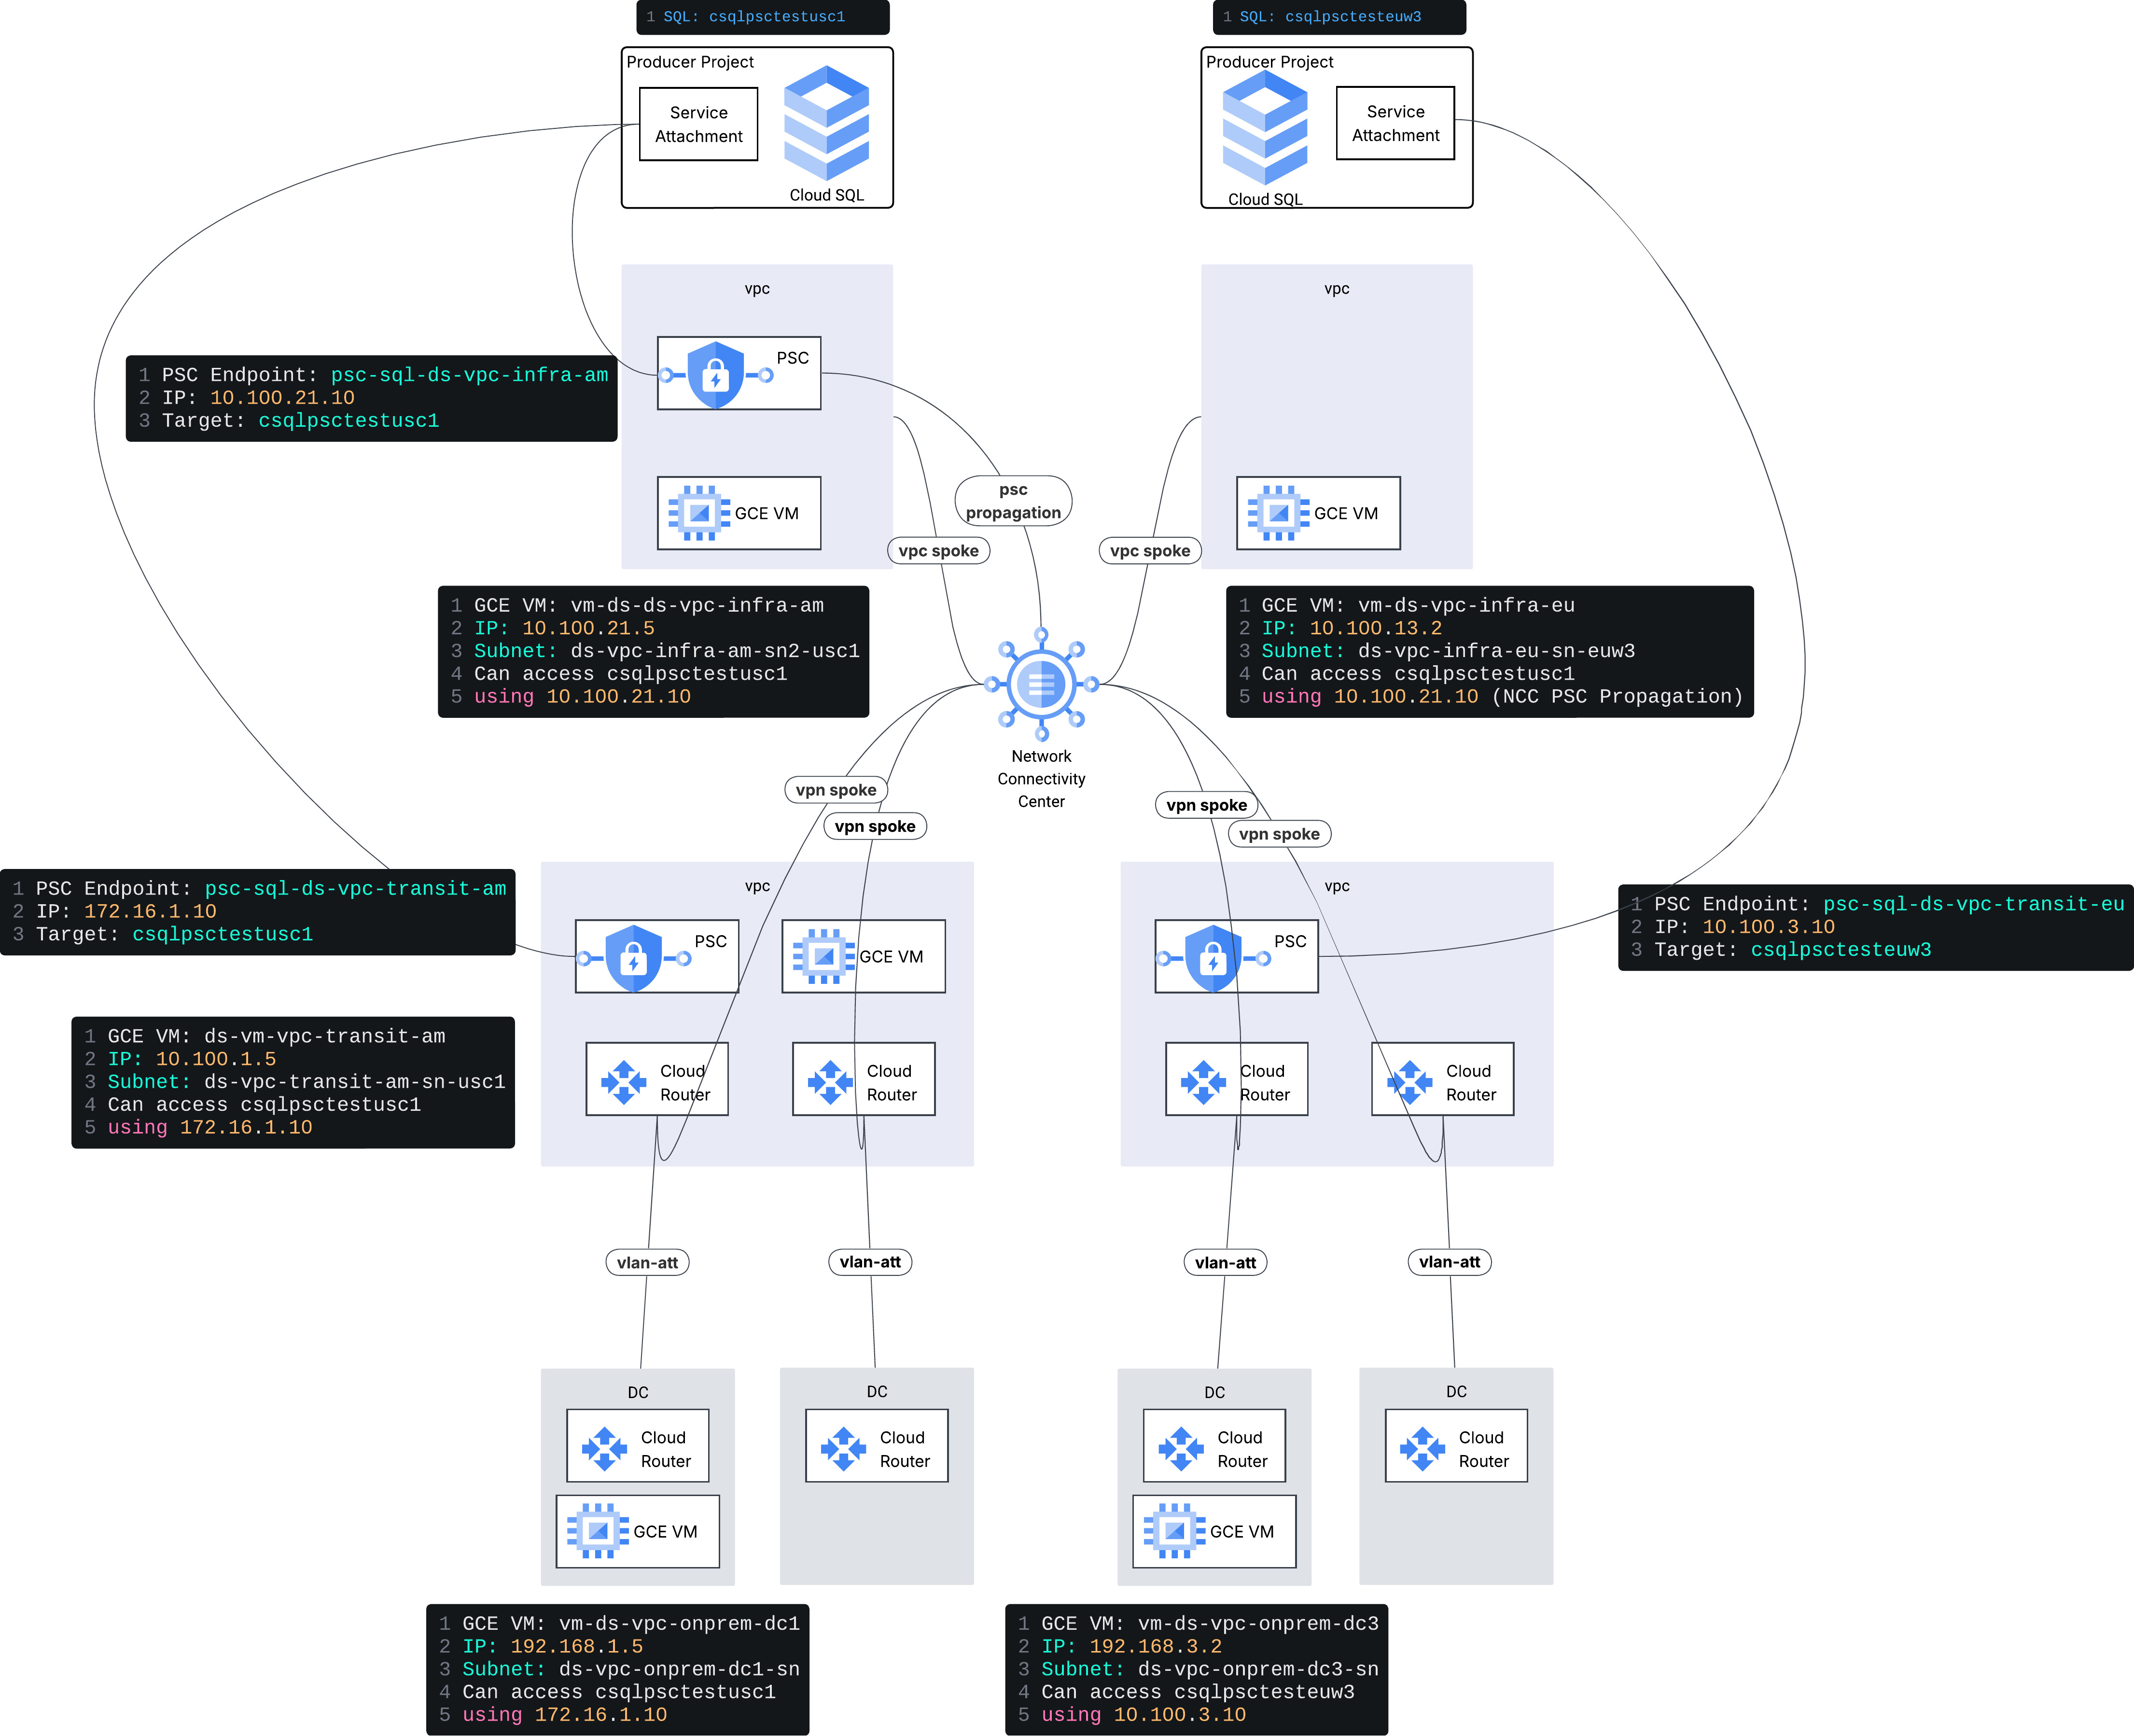 1 SQL: csqlpsctestusc1
1 SQL: csqlpsctesteuw3
Producer Project
Service
Attachment
Cloud SQL
Producer Project
Cloud SQL
Service
Attachment
vpc
PSC
GCE VM
vpc
GCE VM
1 PSC Endpoint: psc-sql-ds-vpc-infra-am
2 IP: 10.100.21.10
3 Target: csqlpsctestusc1
psc
propagation
vpc spoke
vpc spoke
1 GCE VM: vm-ds-ds-vpc-infra-am
2 IP: 10.100.21.5
3 Subnet: ds-vpc-infra-am-sn2-usc1
4 Can access csqlpsctestusc1
5 using 10.100.21.10
1 GCE VM: vm-ds-vpc-infra-eu
2 IP: 10.100.13.2
3 Subnet: ds-vpc-infra-eu-sn-euw3
4 Can access csqlpsctestusc1
5 using 10.100.21.10 (NCC PSC Propagation)
Network
Connectivity
Center
vpn spoke
vpn spoke
vpn spoke
vpn spoke
1 PSC Endpoint: psc-sql-ds-vpc-transit-am
2 IP: 172.16.1.10
3 Target: csqlpsctestusc1
vpc
PSC
GCE VM
Cloud
Router
Cloud
Router
vpc
PSC
Cloud
Router
Cloud
Router
1 PSC Endpoint: psc-sql-ds-vpc-transit-eu
2 IP: 10.100.3.10
3 Target: csqlpsctesteuw3
1 GCE VM: ds-vm-vpc-transit-am
2 IP: 10.100.1.5
3 Subnet: ds-vpc-transit-am-sn-usc1
4 Can access csqlpsctestusc1
5 using 172.16.1.10
vlan-att
vlan-att
vlan-att
vlan-att
DC
Cloud
Router
GCE VM
DC
Cloud
Router
DC
Cloud
Router
GCE VM
DC
Cloud
Router
1 GCE VM: vm-ds-vpc-onprem-dc1
2 IP: 192.168.1.5
3 Subnet: ds-vpc-onprem-dc1-sn
4 Can access csqlpsctestusc1
5 using 172.16.1.10
1 GCE VM: vm-ds-vpc-onprem-dc3
2 IP: 192.168.3.2
3 Subnet: ds-vpc-onprem-dc3-sn
4 Can access csqlpsctesteuw3
5 using 10.100.3.10